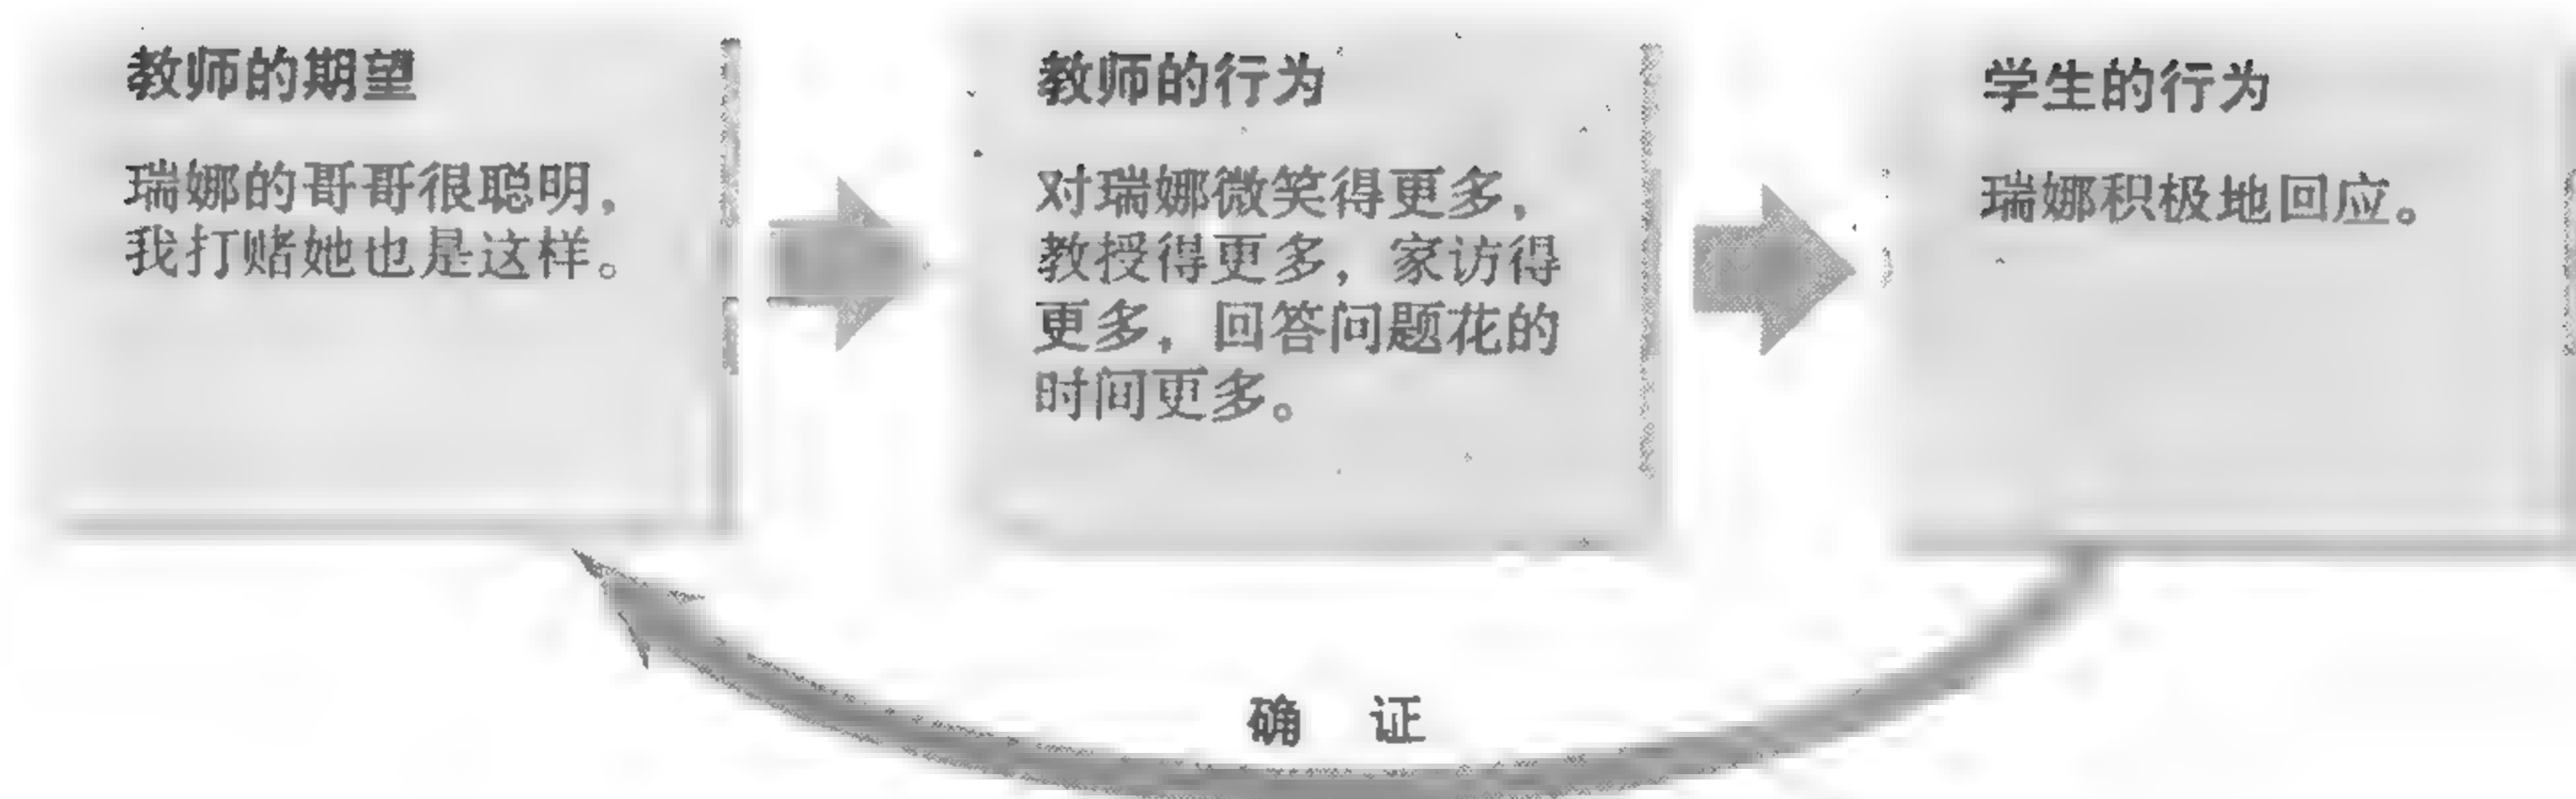 教师的期望
瑞娜的哥哥很聪明，
我打赌她也是这样。
教师的行为
对瑞娜微笑得更多，
教授得更多，家访得
更多，回答问题花的
时间更多。
学生的行为
瑞娜积极地回应。
确 证